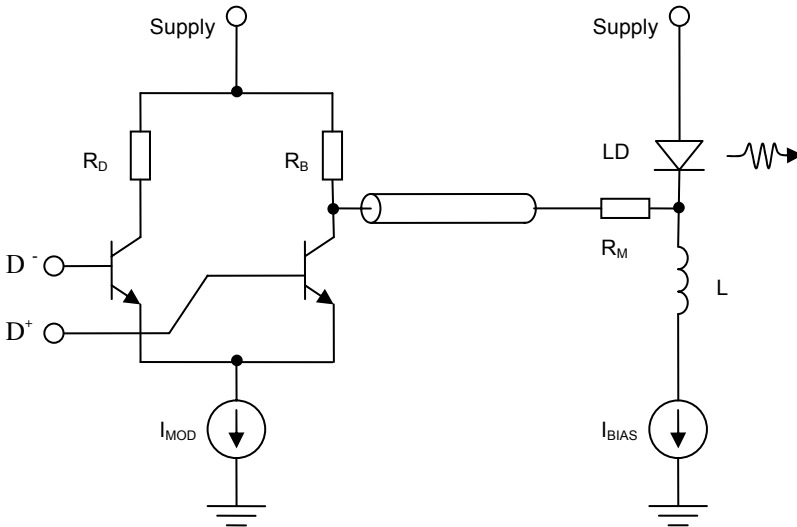 Supply
Supply
R_D
R_B
LD
R_M
D^-
D^+
L
I_MOD
I_BIAS